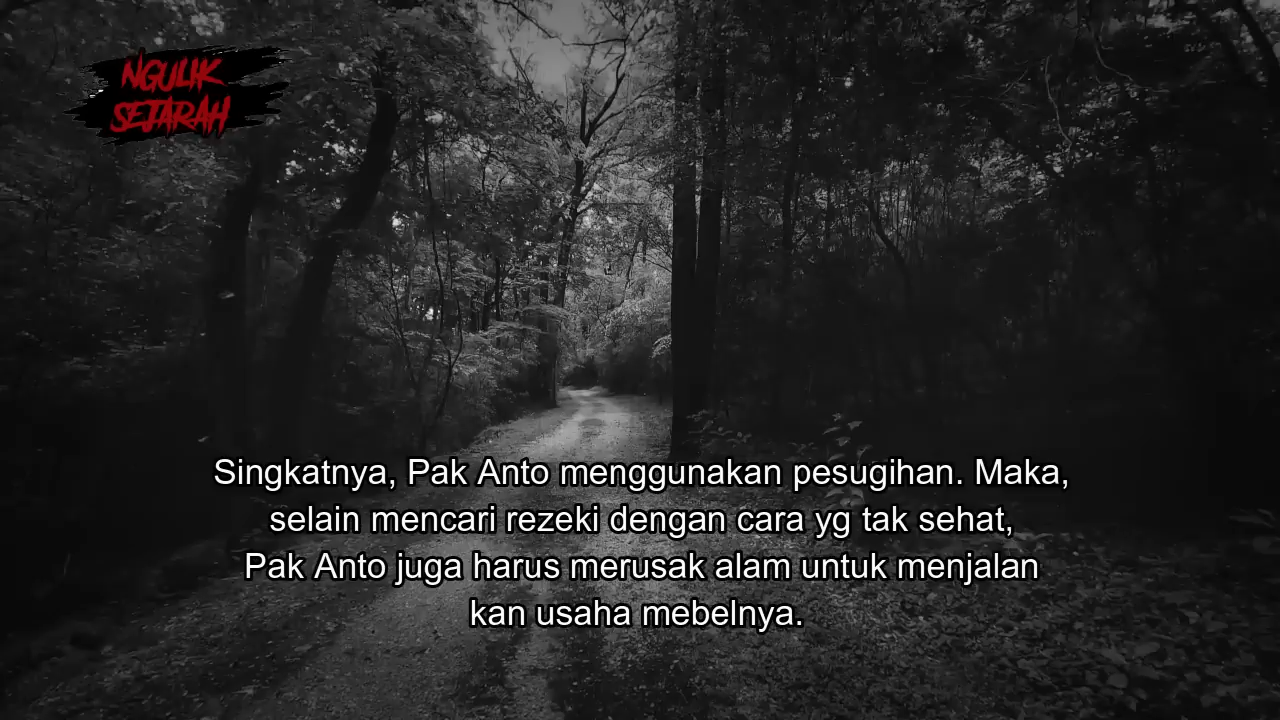 NGULIK
SEJARAH
Singkatnya, Pak Anto menggunakan pesugihan. Maka,
selain mencari rezeki dengan cara yg tak sehat,
Pak Anto juga harus merusak alam untuk menjalan
kan usaha mebelnya.